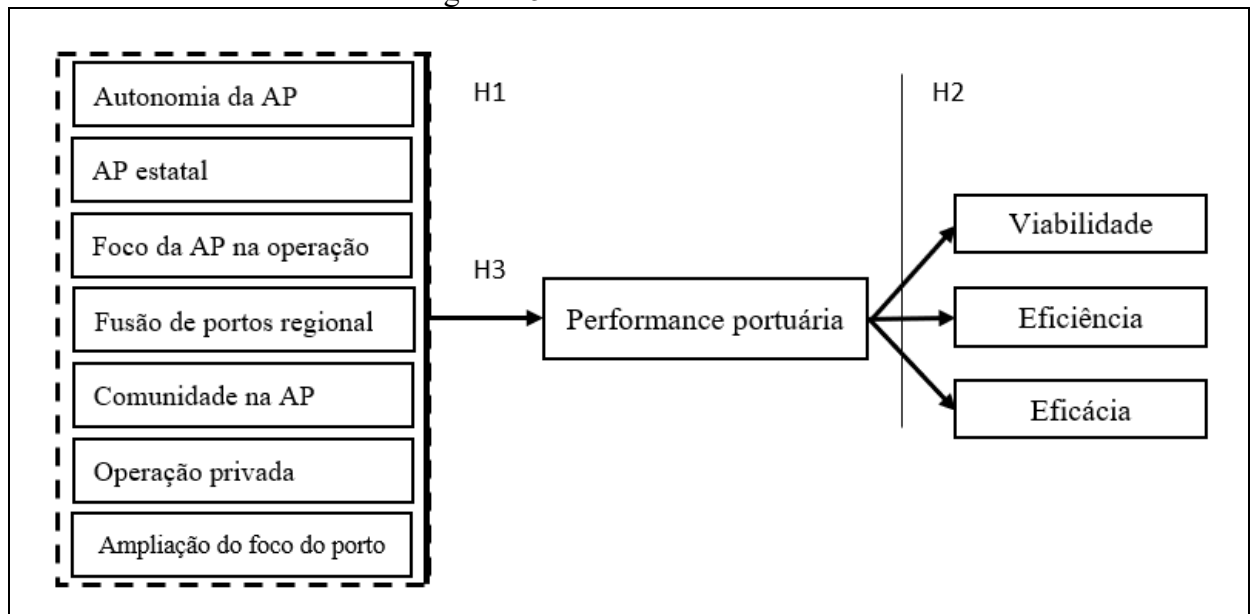 Autonomia da AP
AP estatal
Foco da AP na operação
Fusão de portos regional
Comunidade na AP
Operação privada
Ampliação do foco do porto
H1
H3
Performance portuária
H2
Viabilidade
Eficiência
Eficácia